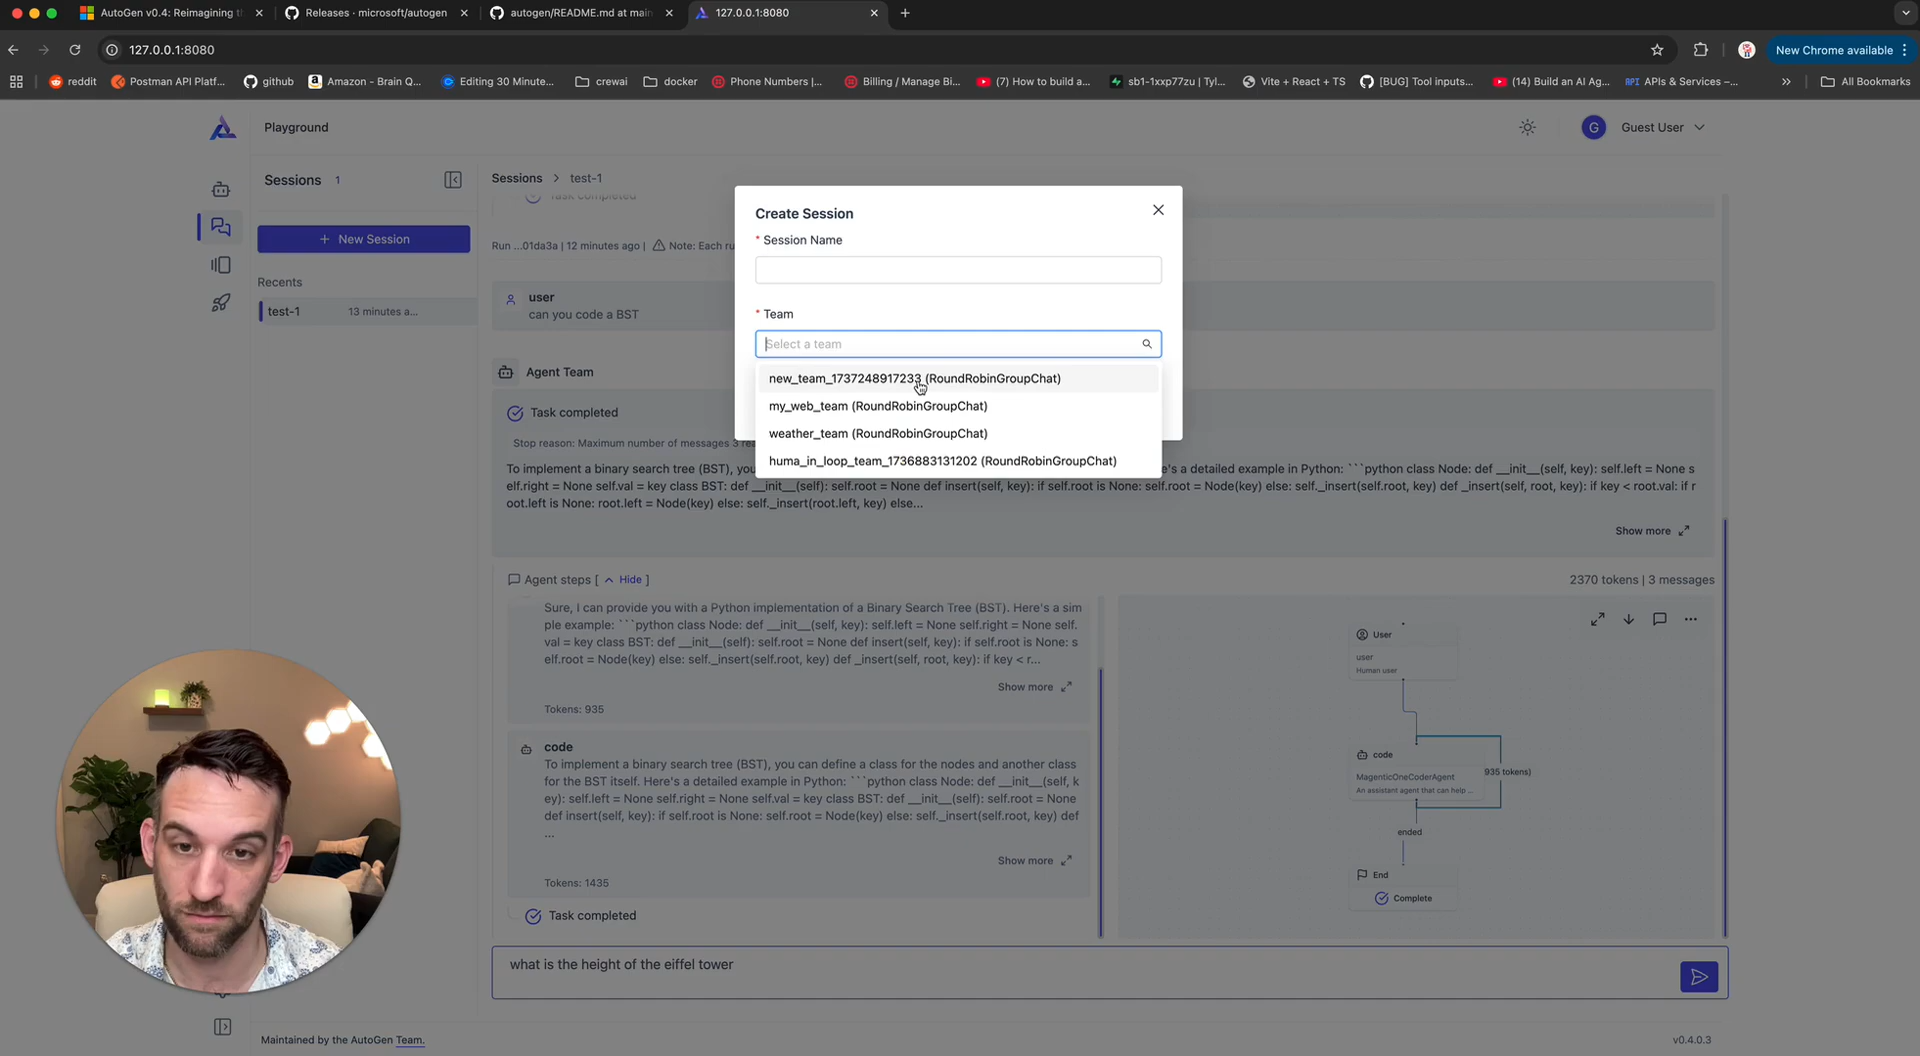 AutoGen v0.4: Reimagining th
Releases · microsoft/autogen
autogen/README.md at main
127.0.0.1:8080
127.0.0.1:8080
New Chrome available
reddit
Postman API Platf...
github
Amazon - Brain Q...
Editing 30 Minute...
crewai
docker
Phone Numbers |...
Billing / Manage Bi...
(7) How to build a...
sb1-1xxp77zu | Tyl...
Vite + React + TS
[BUG] Tool inputs...
(14) Build an AI Ag...
API APIs & Services –...
All Bookmarks
Playground
G
Guest User
Sessions 1
+ New Session
Recents
test-1 13 minutes a...
Sessions > test-1
Task completed
Run ...01da3a | 12 minutes ago | Note: Each ru
user
can you code a BST
Agent Team
Task completed
Stop reason: Maximum number of messages 3 rea
To implement a binary search tree (BST), you
e's a detailed example in Python: ```python class Node: def __init__(self, key): self.left = None s
elf.right = None self.val = key class BST: def __init__(self): self.root = None def insert(self, key): if self.root is None: self.root = Node(key) else: self._insert(self.root, key) def _insert(self, root, key): if key < root.val: if r
oot.left is None: root.left = Node(key) else: self._insert(root.left, key) else...
Show more
Create Session
* Session Name
* Team
Select a team
new_team_1737248917233 (RoundRobinGroupChat)
my_web_team (RoundRobinGroupChat)
weather_team (RoundRobinGroupChat)
huma_in_loop_team_1736883131202 (RoundRobinGroupChat)
Agent steps [ Hide ]
2370 tokens | 3 messages
Sure, I can provide you with a Python implementation of a Binary Search Tree (BST). Here's a sim
ple example: ```python class Node: def __init__(self, key): self.left = None self.right = None self.
val = key class BST: def __init__(self): self.root = None def insert(self, key): if self.root is None: s
elf.root = Node(key) else: self._insert(self.root, key) def _insert(self, root, key): if key < r...
Show more
Tokens: 935
code
To implement a binary search tree (BST), you can define a class for the nodes and another class
for the BST itself. Here's a detailed example in Python: ```python class Node: def __init__(self, k
ey): self.left = None self.right = None self.val = key class BST: def __init__(self): self.root = None
def insert(self, key): if self.root is None: self.root = Node(key) else: self._insert(self.root, key) def
...
Show more
Tokens: 1435
Task completed
User
user
Human user
code
MagenticOneCoderAgent
An assistant agent that can help ...
935 tokens)
ended
End
Complete
what is the height of the eiffel tower
Maintained by the AutoGen Team.
v0.4.0.3